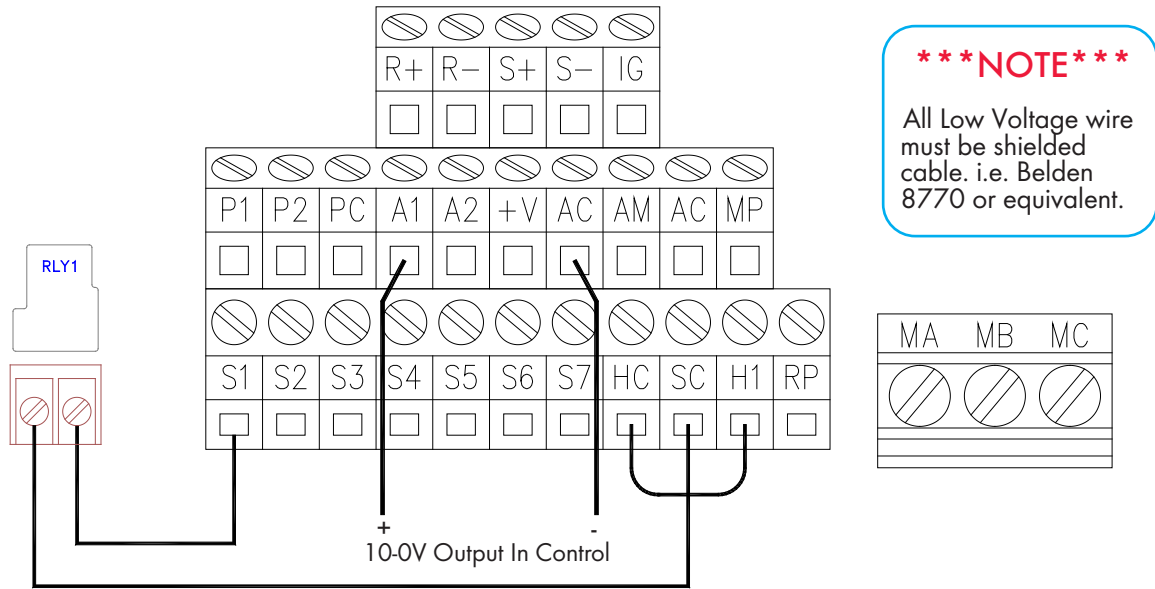 R+ R- S+ S- IG
***NOTE***
All Low Voltage wire
must be shielded
cable. i.e. Belden
8770 or equivalent.
P1 P2 PC A1 A2 +V AC AM AC MP
RLY1
MA MB MC
S1 S2 S3 S4 S5 S6 S7 HC SC H1 RP
+ -
10-0V Output In Control